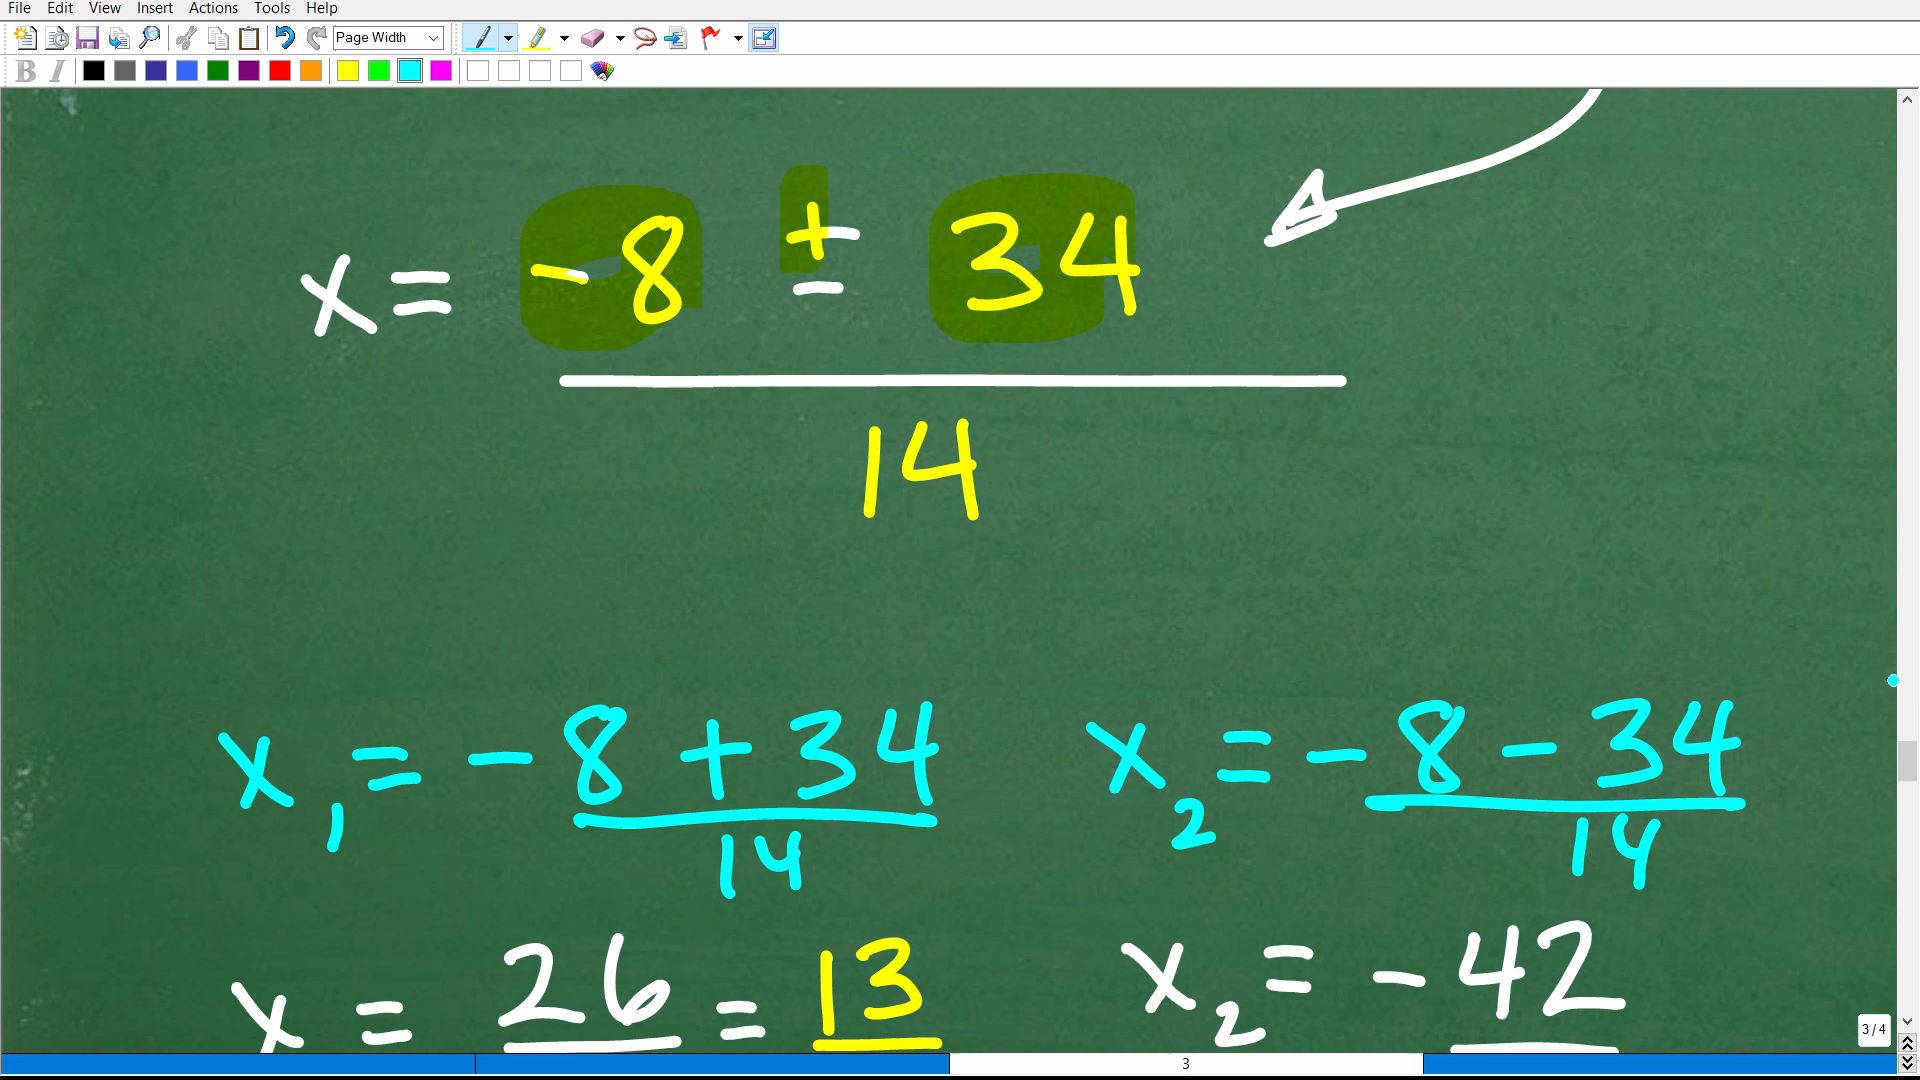 File Edit View Insert Actions Tools Help
Page Width
B I
x = -8 ± 34
14
x1 = -8 + 34
14
x2 = -8 - 34
14
x = 26 = 13
x2 = -42
3 / 4
3